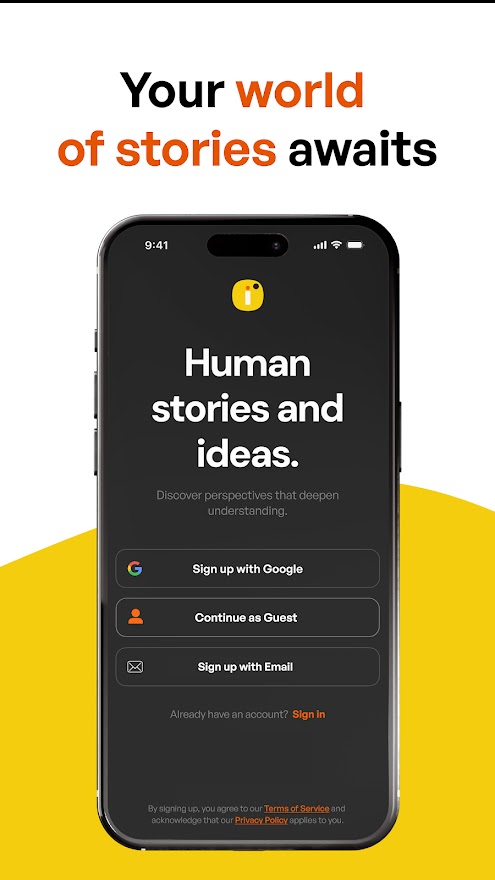 Your world
of stories awaits
9:41
i
Human
stories and
ideas.
Discover perspectives that deepen
understanding.
Sign up with Google
Continue as Guest
Sign up with Email
Already have an account? Sign in
By signing up, you agree to our Terms of Service and
acknowledge that our Privacy Policy applies to you.